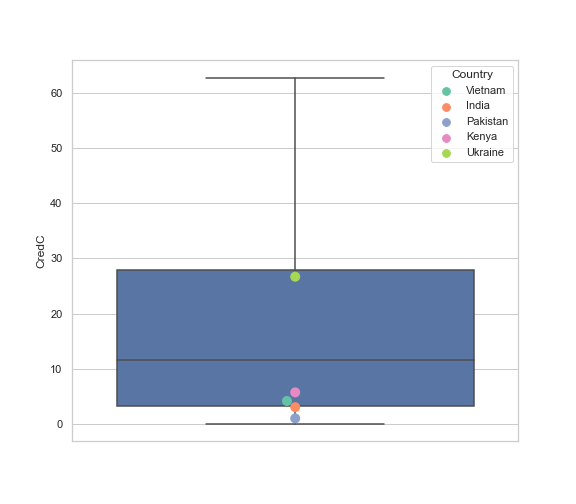 Country
Vietnam
India
Pakistan
Kenya
Ukraine
60
50
40
30
20
10
0
CredC